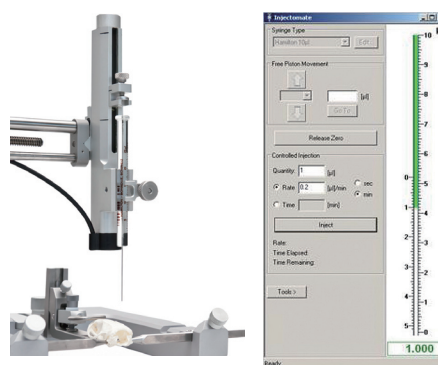 Injectomate
Syringe Type
Hamilton 10µl
Edit
Free Piston Movement
[µl]
Go To
Release Zero
Controlled Injection
Quantity 1 [µl]
Rate 0.2 [µl]/min
sec
min
Time [min]
Inject
Rate:
Time Elapsed:
Time Remaining:
Tools >
10
9
8
7
6
0 5
1 4
2 3
3 2
4 1
5 0
1.000
Ready